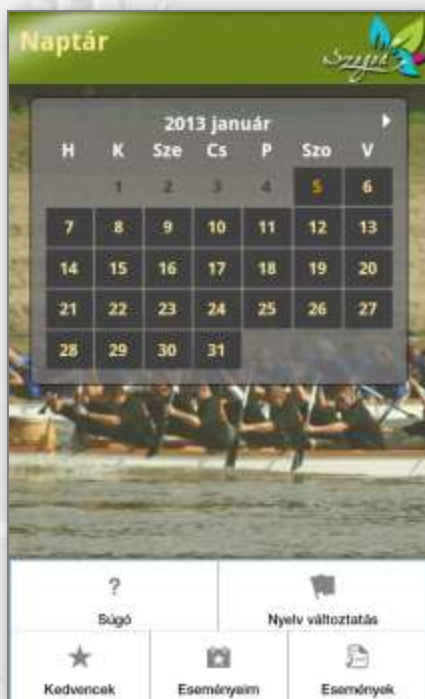 Naptár
Szeged
2013 január
H K Sze Cs P Szo V
1 2 3 4 5 6
7 8 9 10 11 12 13
14 15 16 17 18 19 20
21 22 23 24 25 26 27
28 29 30 31
?
Súgó Nyelv változtatás
Kedvencek Eseményeim Események